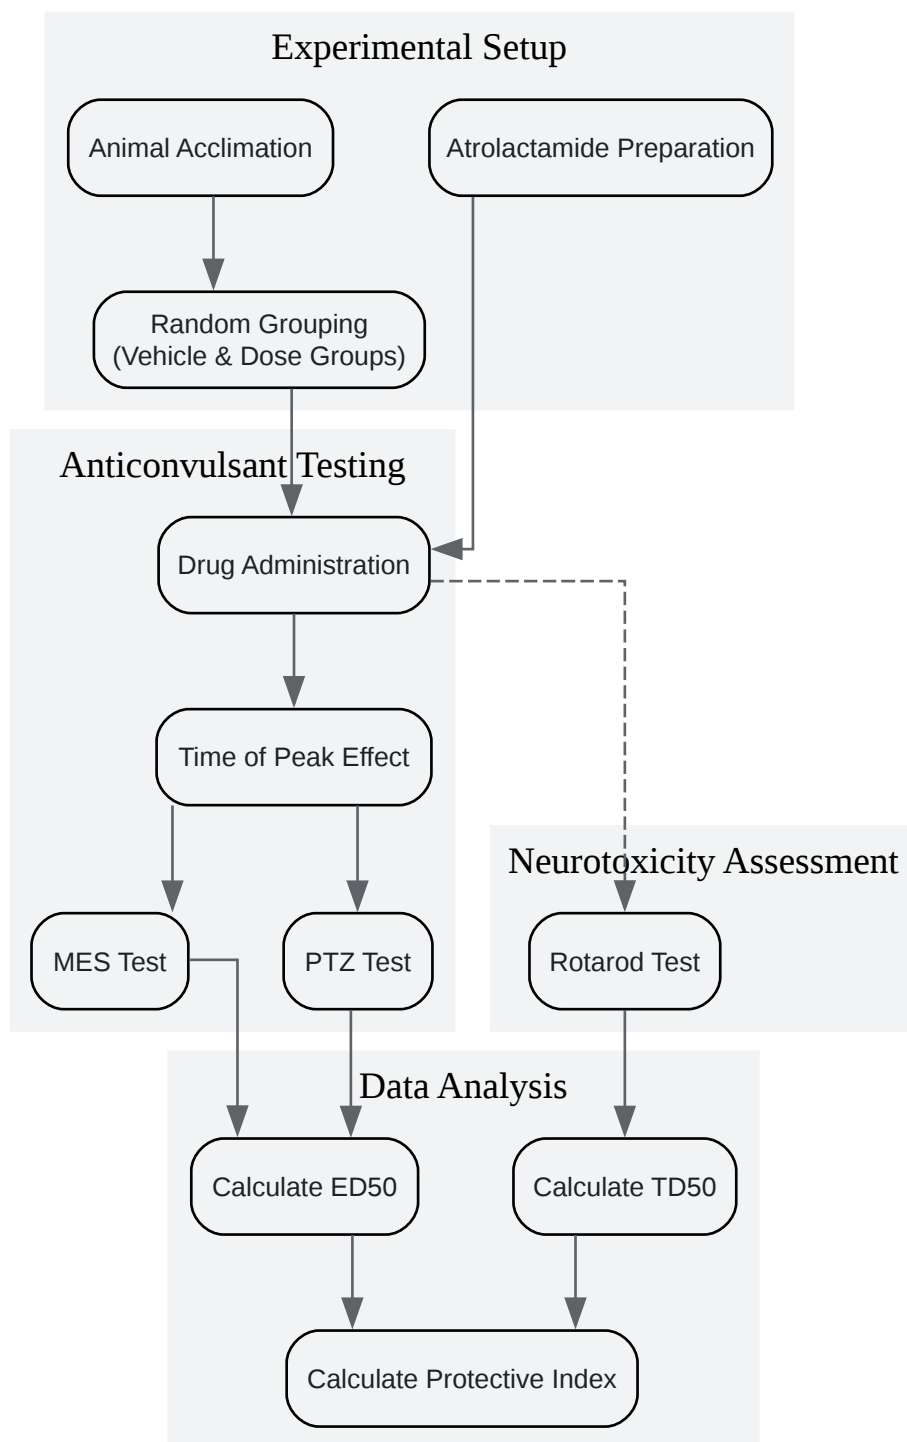 Experimental Setup
Animal Acclimation
Atrolactamide Preparation
Random Grouping
(Vehicle & Dose Groups)
Anticonvulsant Testing
Drug Administration
Time of Peak Effect
Neurotoxicity Assessment
MES Test
PTZ Test
Rotarod Test
Data Analysis
Calculate ED50
Calculate TD50
Calculate Protective Index